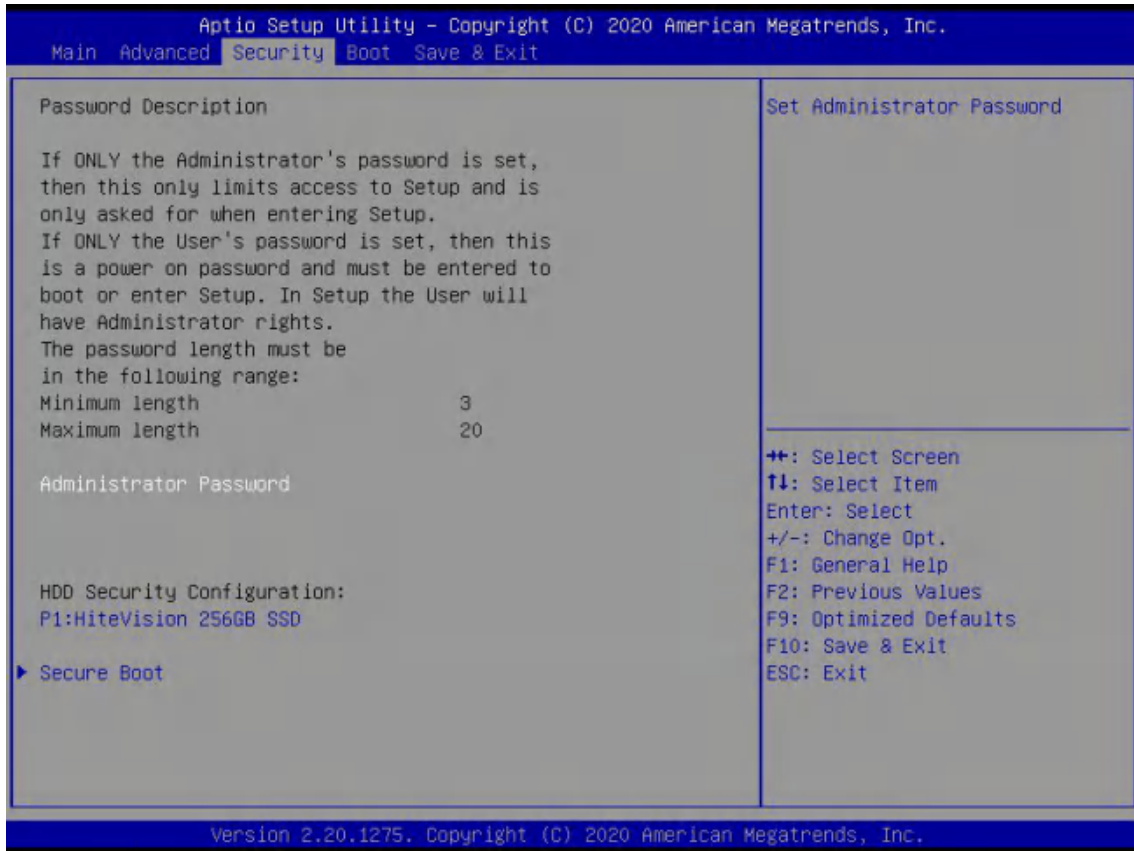 Aptio Setup Utility – Copyright (C) 2020 American Megatrends, Inc.
Main Advanced Security Boot Save & Exit
Password Description
If ONLY the Administrator's password is set,
then this only limits access to Setup and is
only asked for when entering Setup.
If ONLY the User's password is set, then this
is a power on password and must be entered to
boot or enter Setup. In Setup the User will
have Administrator rights.
The password length must be
in the following range:
Minimum length 3
Maximum length 20
Administrator Password
HDD Security Configuration:
P1:HiteVision 256GB SSD
Secure Boot
Set Administrator Password
→←: Select Screen
↑↓: Select Item
Enter: Select
+/-: Change Opt.
F1: General Help
F2: Previous Values
F9: Optimized Defaults
F10: Save & Exit
ESC: Exit
Version 2.20.1275. Copyright (C) 2020 American Megatrends, Inc.